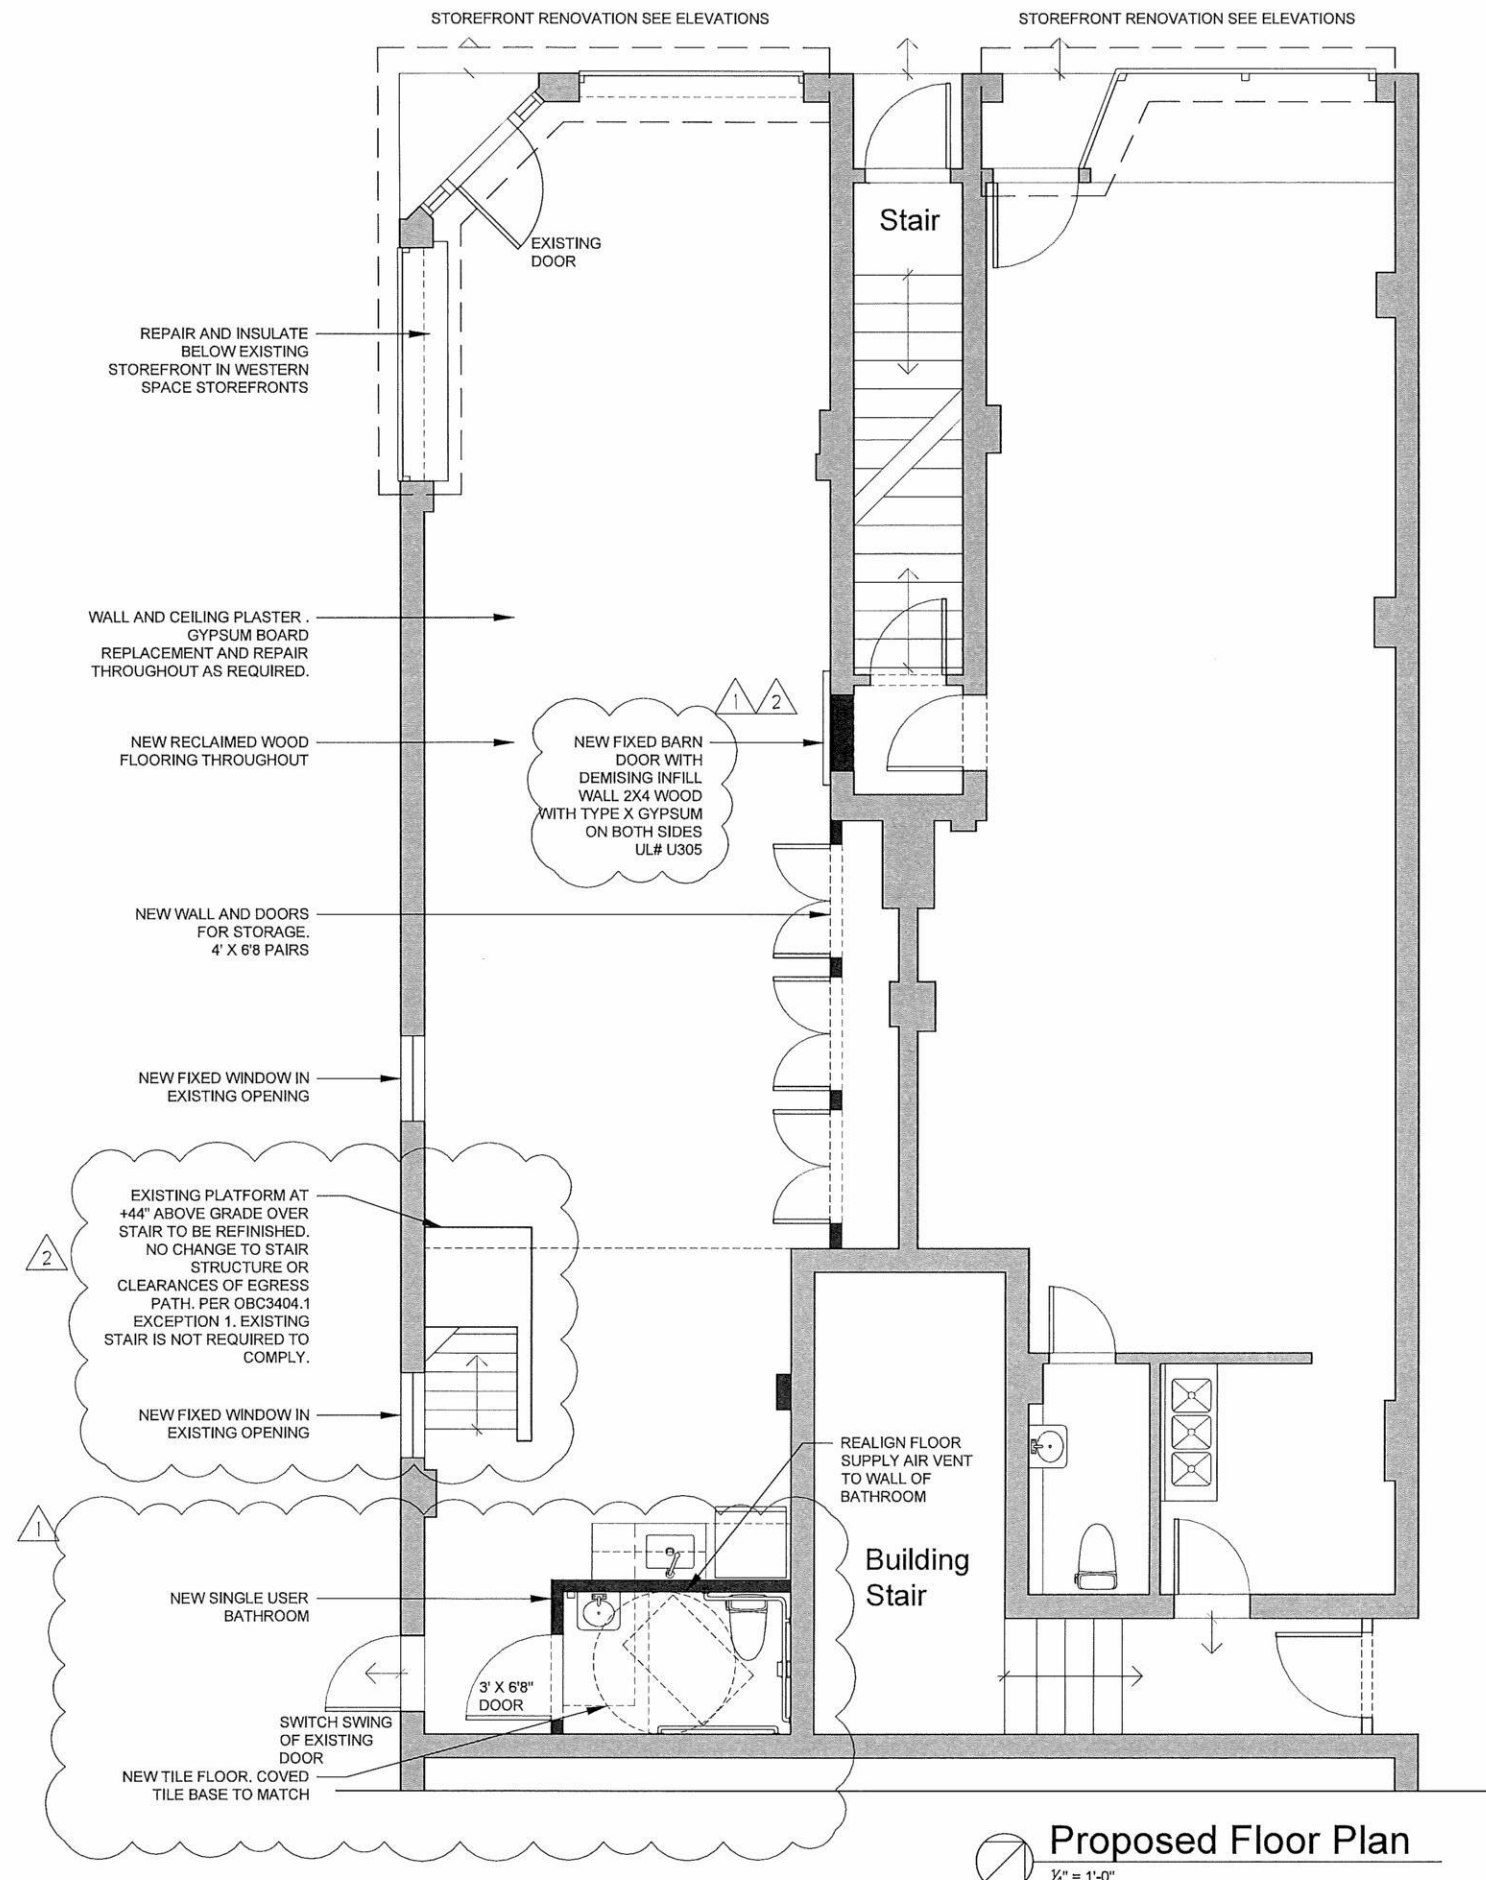 STOREFRONT RENOVATION SEE ELEVATIONS
STOREFRONT RENOVATION SEE ELEVATIONS
Stair
EXISTING
DOOR
REPAIR AND INSULATE
BELOW EXISTING
STOREFRONT IN WESTERN
SPACE STOREFRONTS
WALL AND CEILING PLASTER .
GYPSUM BOARD
REPLACEMENT AND REPAIR
THROUGHOUT AS REQUIRED.
1 2
NEW RECLAIMED WOOD
FLOORING THROUGHOUT
NEW FIXED BARN
DOOR WITH
DEMISING INFILL
WALL 2X4 WOOD
WITH TYPE X GYPSUM
ON BOTH SIDES
UL# U305
NEW WALL AND DOORS
FOR STORAGE.
4' X 6'8 PAIRS
NEW FIXED WINDOW IN
EXISTING OPENING
2
EXISTING PLATFORM AT
+44" ABOVE GRADE OVER
STAIR TO BE REFINISHED.
NO CHANGE TO STAIR
STRUCTURE OR
CLEARANCES OF EGRESS
PATH. PER OBC3404.1
EXCEPTION 1. EXISTING
STAIR IS NOT REQUIRED TO
COMPLY.
NEW FIXED WINDOW IN
EXISTING OPENING
REALIGN FLOOR
SUPPLY AIR VENT
TO WALL OF
BATHROOM
1
Building
Stair
NEW SINGLE USER
BATHROOM
3' X 6'8"
DOOR
SWITCH SWING
OF EXISTING
DOOR
NEW TILE FLOOR. COVED
TILE BASE TO MATCH
Proposed Floor Plan
¼" = 1'-0"